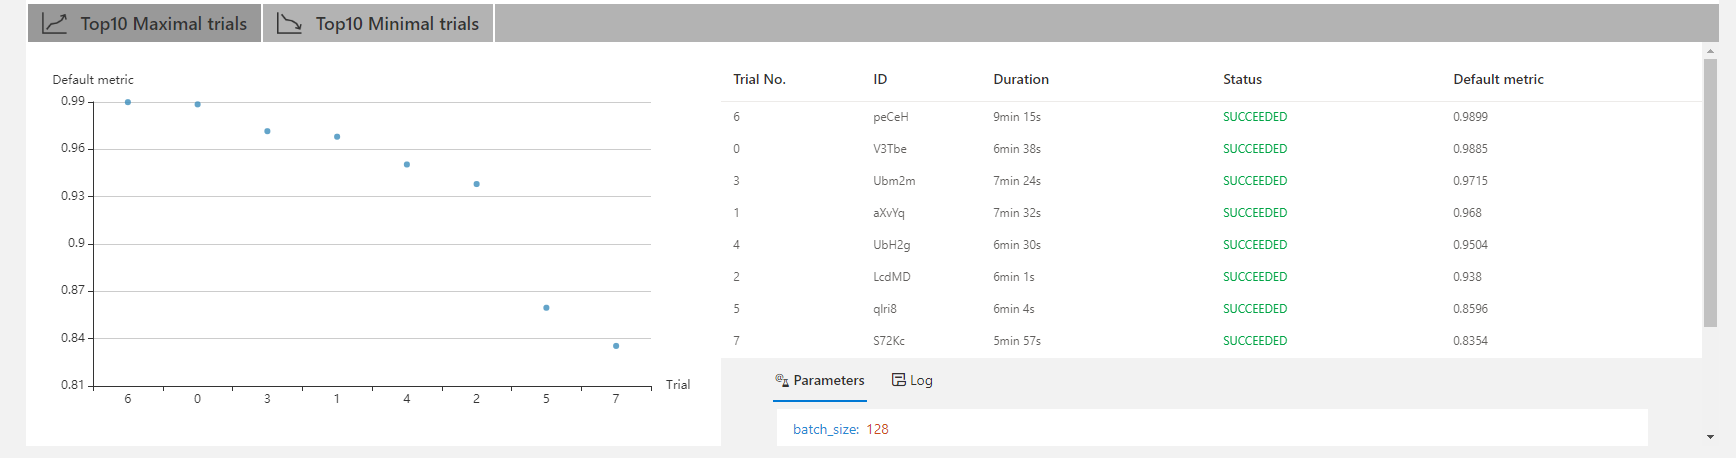 Top10 Maximal trials Top10 Minimal trials
Default metric
0.99
0.96
0.93
0.9
0.87
0.84
0.81
6 0 3 1 4 2 5 7
Trial
Trial No. ID Duration Status Default metric
6 peCeH 9min 15s SUCCEEDED 0.9899
0 V3Tbe 6min 38s SUCCEEDED 0.9885
3 Ubm2m 7min 24s SUCCEEDED 0.9715
1 aXvYq 7min 32s SUCCEEDED 0.968
4 UbH2g 6min 30s SUCCEEDED 0.9504
2 LcdMD 6min 1s SUCCEEDED 0.938
5 qIri8 6min 4s SUCCEEDED 0.8596
7 S72Kc 5min 57s SUCCEEDED 0.8354
Parameters Log
batch_size: 128